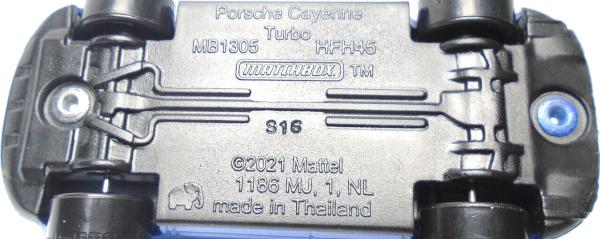 Porsche Cayenne
Turbo
MB1305 HFH45
MATCHBOX TM
S16
©2021 Mattel
1186 MJ, 1, NL
made in Thailand